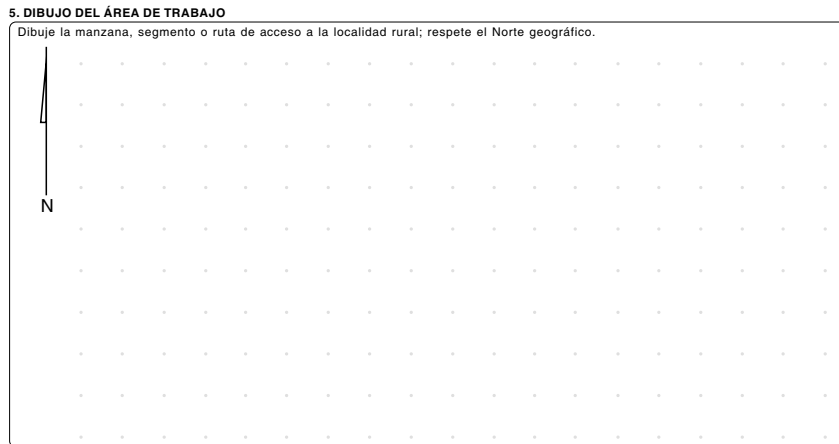 5. DIBUJO DEL ÁREA DE TRABAJO
Dibuje la manzana, segmento o ruta de acceso a la localidad rural; respete el Norte geográfico.
N